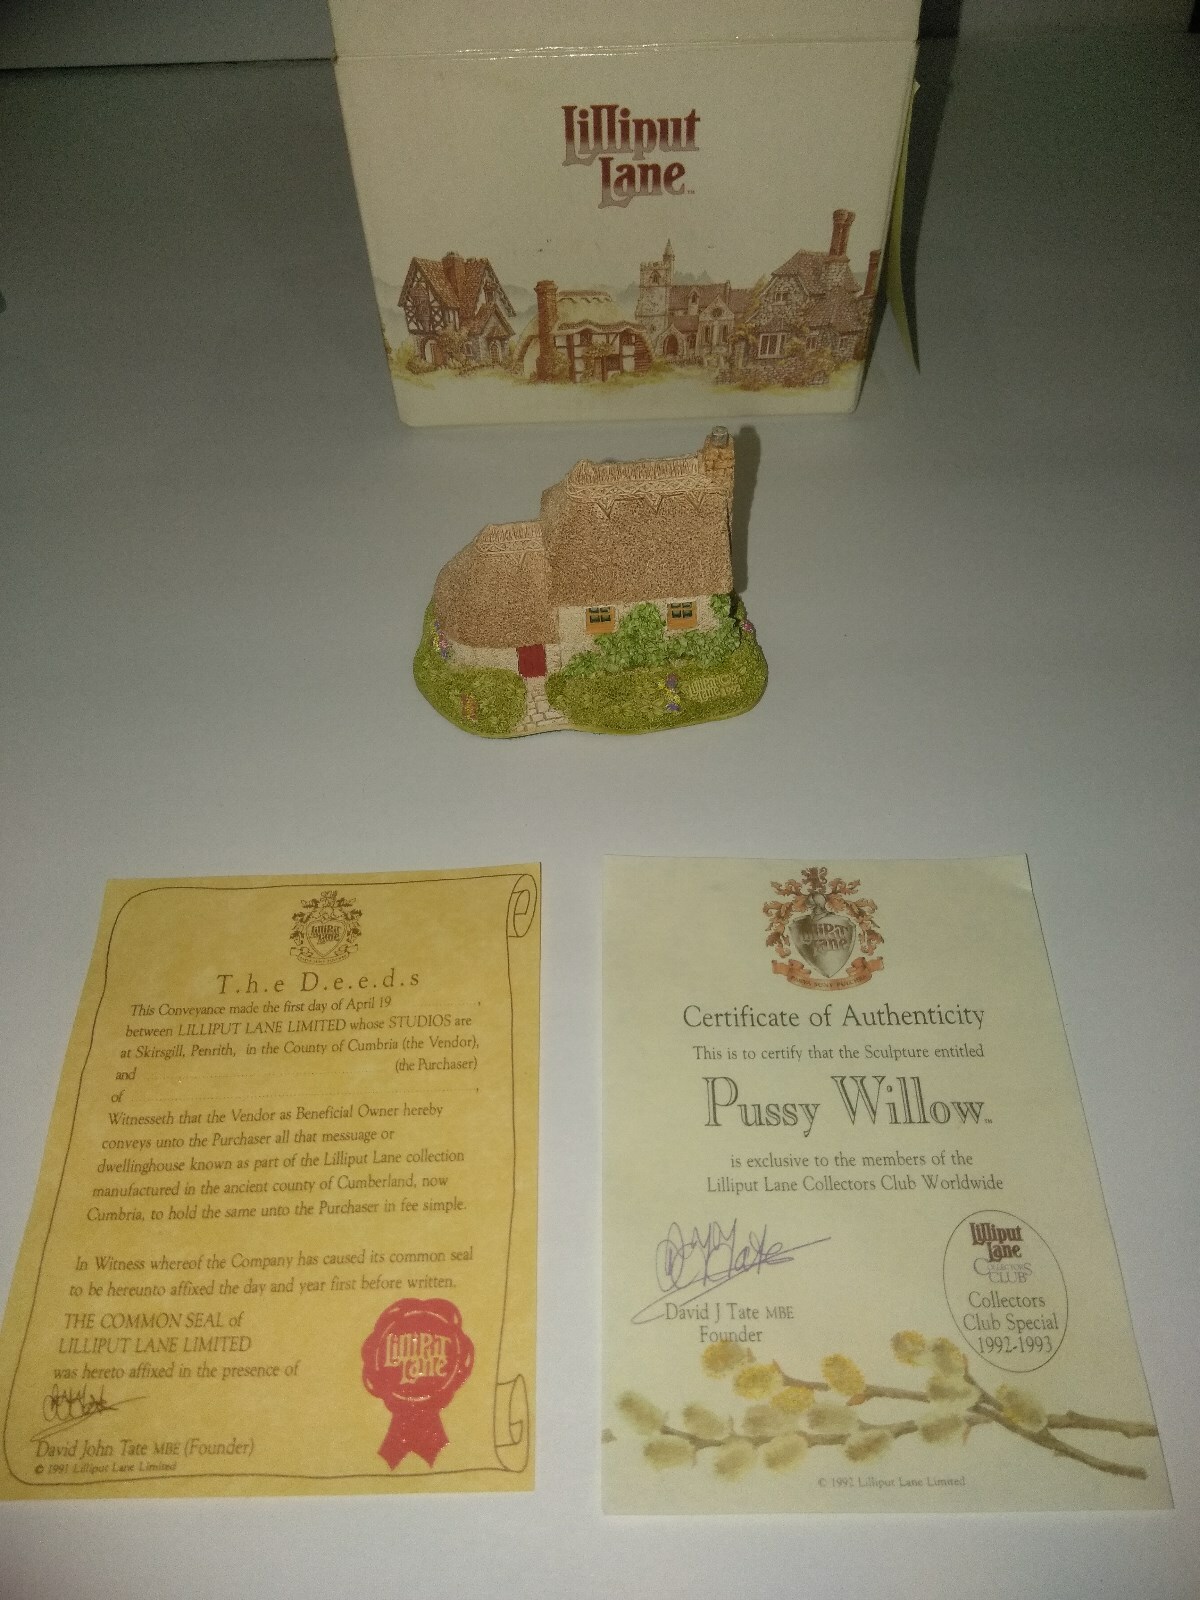 Lilliput
Lane
The Deeds
This Conveyance made the first day of April 19
between LILLIPUT LANE LIMITED whose STUDIOS are
at Skirsgill, Penrith, in the County of Cumbria (the Vendor),
and (the Purchaser)
of
Witnesseth that the Vendor as Beneficial Owner hereby
conveys unto the Purchaser all that messuage or
dwellinghouse known as part of the Lilliput Lane collection
manufactured in the ancient county of Cumberland, now
Cumbria, to hold the same unto the Purchaser in fee simple.
In Witness whereof the Company has caused its common seal
to be hereunto affixed the day and year first before written.
THE COMMON SEAL of
LILLIPUT LANE LIMITED
was hereto affixed in the presence of
Lilliput
Lane
David John Tate MBE (Founder)
© 1991 Lilliput Lane Limited
Lilliput
Lane
Certificate of Authenticity
This is to certify that the Sculpture entitled
Pussy Willow™
is exclusive to the members of the
Lilliput Lane Collectors Club Worldwide
David J Tate MBE
Founder
Lilliput
Lane
COLLECTORS
CLUB
Collectors
Club Special
1992-1993
© 1992 Lilliput Lane Limited